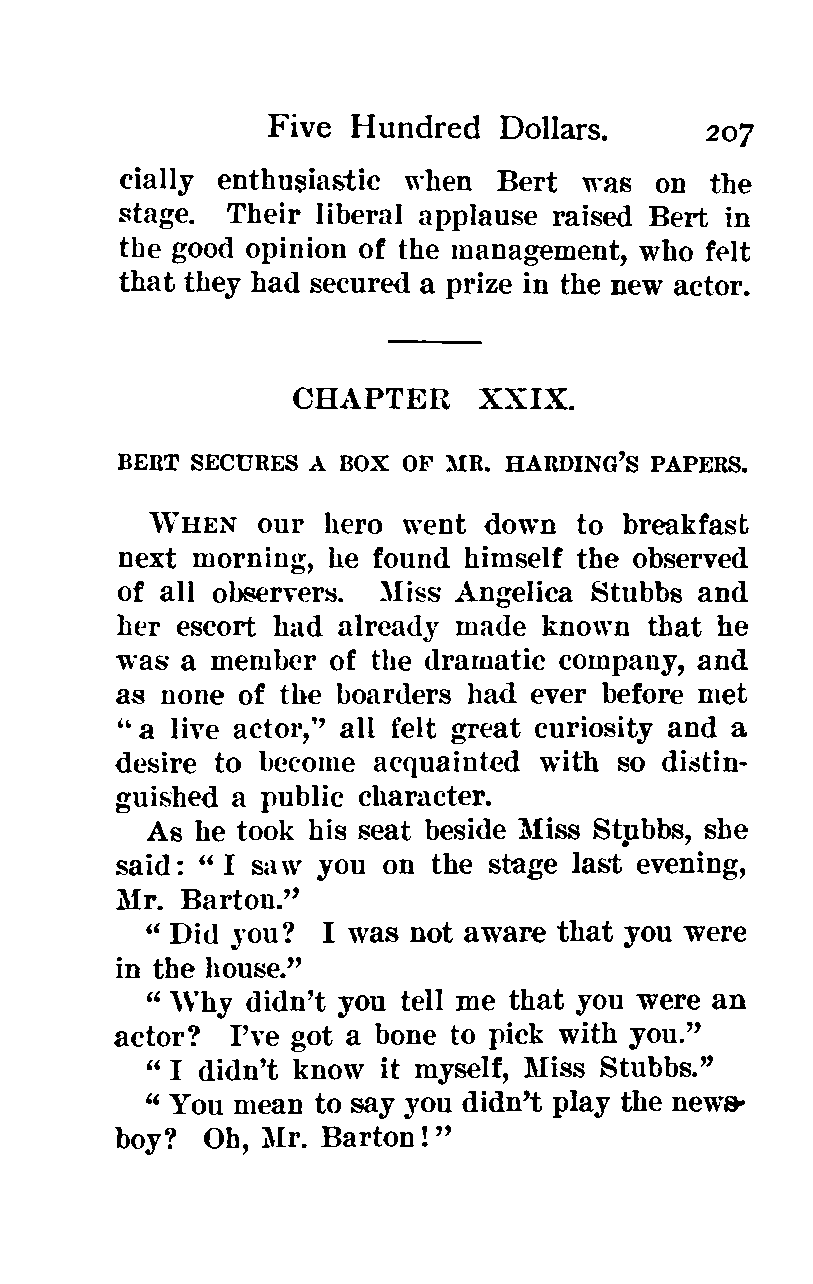 Five Hundred Dollars. 207
cially enthusiastic when Bert was on the
stage. Their liberal applause raised Bert in
the good opinion of the management, who felt
that they had secured a prize in the new actor.
CHAPTER XXIX.
BERT SECURES A BOX OF MR. HARDING'S PAPERS.
WHEN our hero went down to breakfast
next morning, he found himself the observed
of all observers. Miss Angelica Stubbs and
her escort had already made known that he
was a member of the dramatic company, and
as none of the boarders had ever before met
"a live actor," all felt great curiosity and a
desire to become acquainted with so distin-
guished a public character.
As he took his seat beside Miss Stubbs, she
said: "I saw you on the stage last evening,
Mr. Barton."
"Did you? I was not aware that you were
in the house."
"Why didn't you tell me that you were an
actor? I've got a bone to pick with you."
"I didn't know it myself, Miss Stubbs."
"You mean to say you didn't play the news-
boy? Oh, Mr. Barton!"